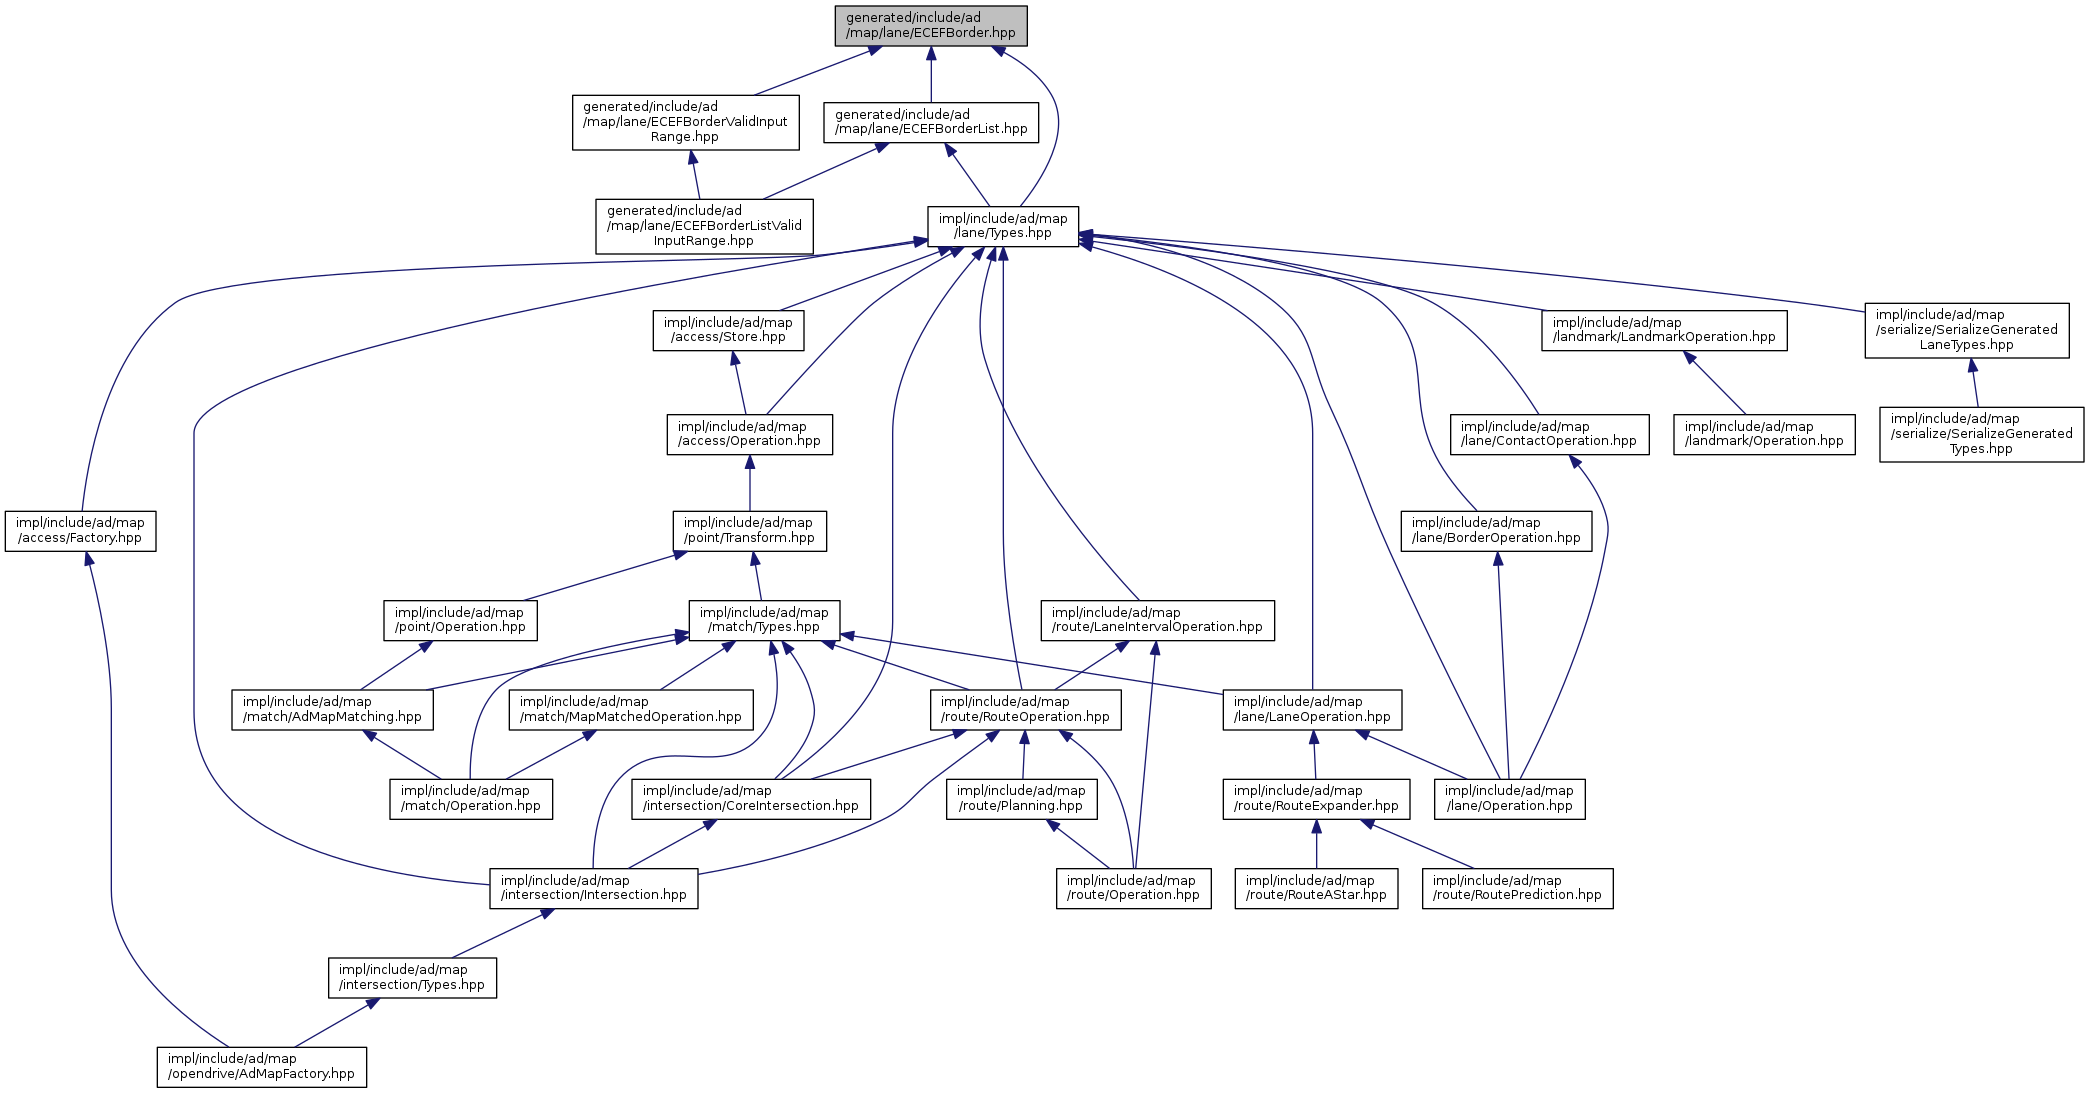 generated/include/ad
/map/lane/ECEFBorder.hpp
generated/include/ad
/map/lane/ECEFBorderValidInput
Range.hpp
generated/include/ad
/map/lane/ECEFBorderList.hpp
generated/include/ad
/map/lane/ECEFBorderListValid
InputRange.hpp
impl/include/ad/map
/lane/Types.hpp
impl/include/ad/map
/access/Store.hpp
impl/include/ad/map
/landmark/LandmarkOperation.hpp
impl/include/ad/map
/serialize/SerializeGenerated
LaneTypes.hpp
impl/include/ad/map
/access/Operation.hpp
impl/include/ad/map
/lane/ContactOperation.hpp
impl/include/ad/map
/landmark/Operation.hpp
impl/include/ad/map
/serialize/SerializeGenerated
Types.hpp
impl/include/ad/map
/access/Factory.hpp
impl/include/ad/map
/point/Transform.hpp
impl/include/ad/map
/lane/BorderOperation.hpp
impl/include/ad/map
/point/Operation.hpp
impl/include/ad/map
/match/Types.hpp
impl/include/ad/map
/route/LaneIntervalOperation.hpp
impl/include/ad/map
/match/AdMapMatching.hpp
impl/include/ad/map
/match/MapMatchedOperation.hpp
impl/include/ad/map
/route/RouteOperation.hpp
impl/include/ad/map
/lane/LaneOperation.hpp
impl/include/ad/map
/match/Operation.hpp
impl/include/ad/map
/intersection/CoreIntersection.hpp
impl/include/ad/map
/route/Planning.hpp
impl/include/ad/map
/route/RouteExpander.hpp
impl/include/ad/map
/lane/Operation.hpp
impl/include/ad/map
/intersection/Intersection.hpp
impl/include/ad/map
/route/Operation.hpp
impl/include/ad/map
/route/RouteAStar.hpp
impl/include/ad/map
/route/RoutePrediction.hpp
impl/include/ad/map
/intersection/Types.hpp
impl/include/ad/map
/opendrive/AdMapFactory.hpp